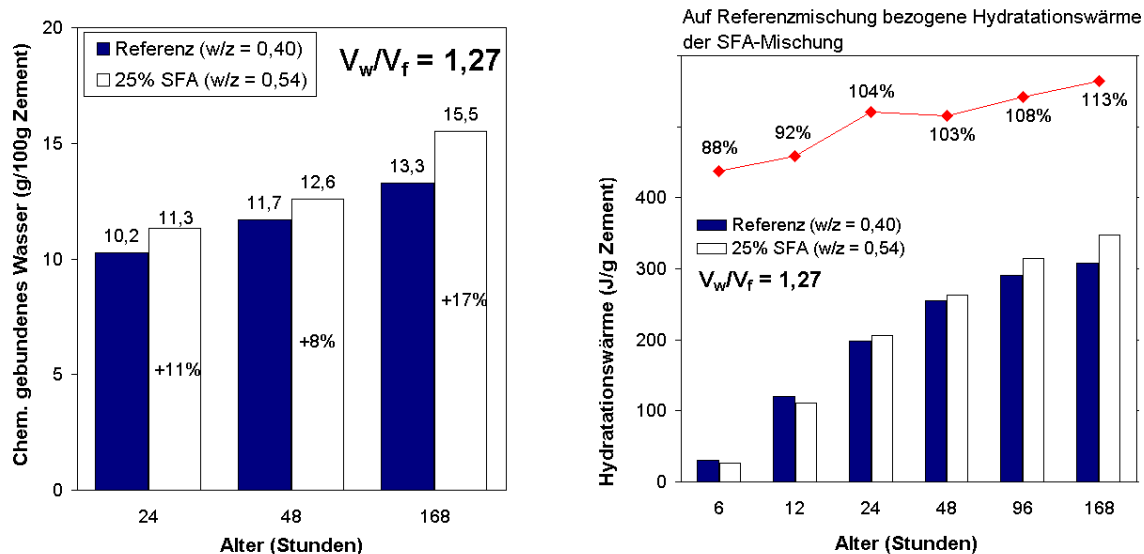 20
15
10
5
0
Chem. gebundenes Wasser (g/100g Zement)
Referenz (w/z = 0,40)
25% SFA (w/z = 0,54)
Vw/Vf = 1,27
10,2
11,3
11,7
12,6
13,3
15,5
+11%
+8%
+17%
24
48
168
Alter (Stunden)
Auf Referenzmischung bezogene Hydratationswärme
der SFA-Mischung
88%
92%
104%
103%
108%
113%
400
300
200
100
0
Hydratationswärme (J/g Zement)
Referenz (w/z = 0,40)
25% SFA (w/z = 0,54)
Vw/Vf = 1,27
6
12
24
48
96
168
Alter (Stunden)